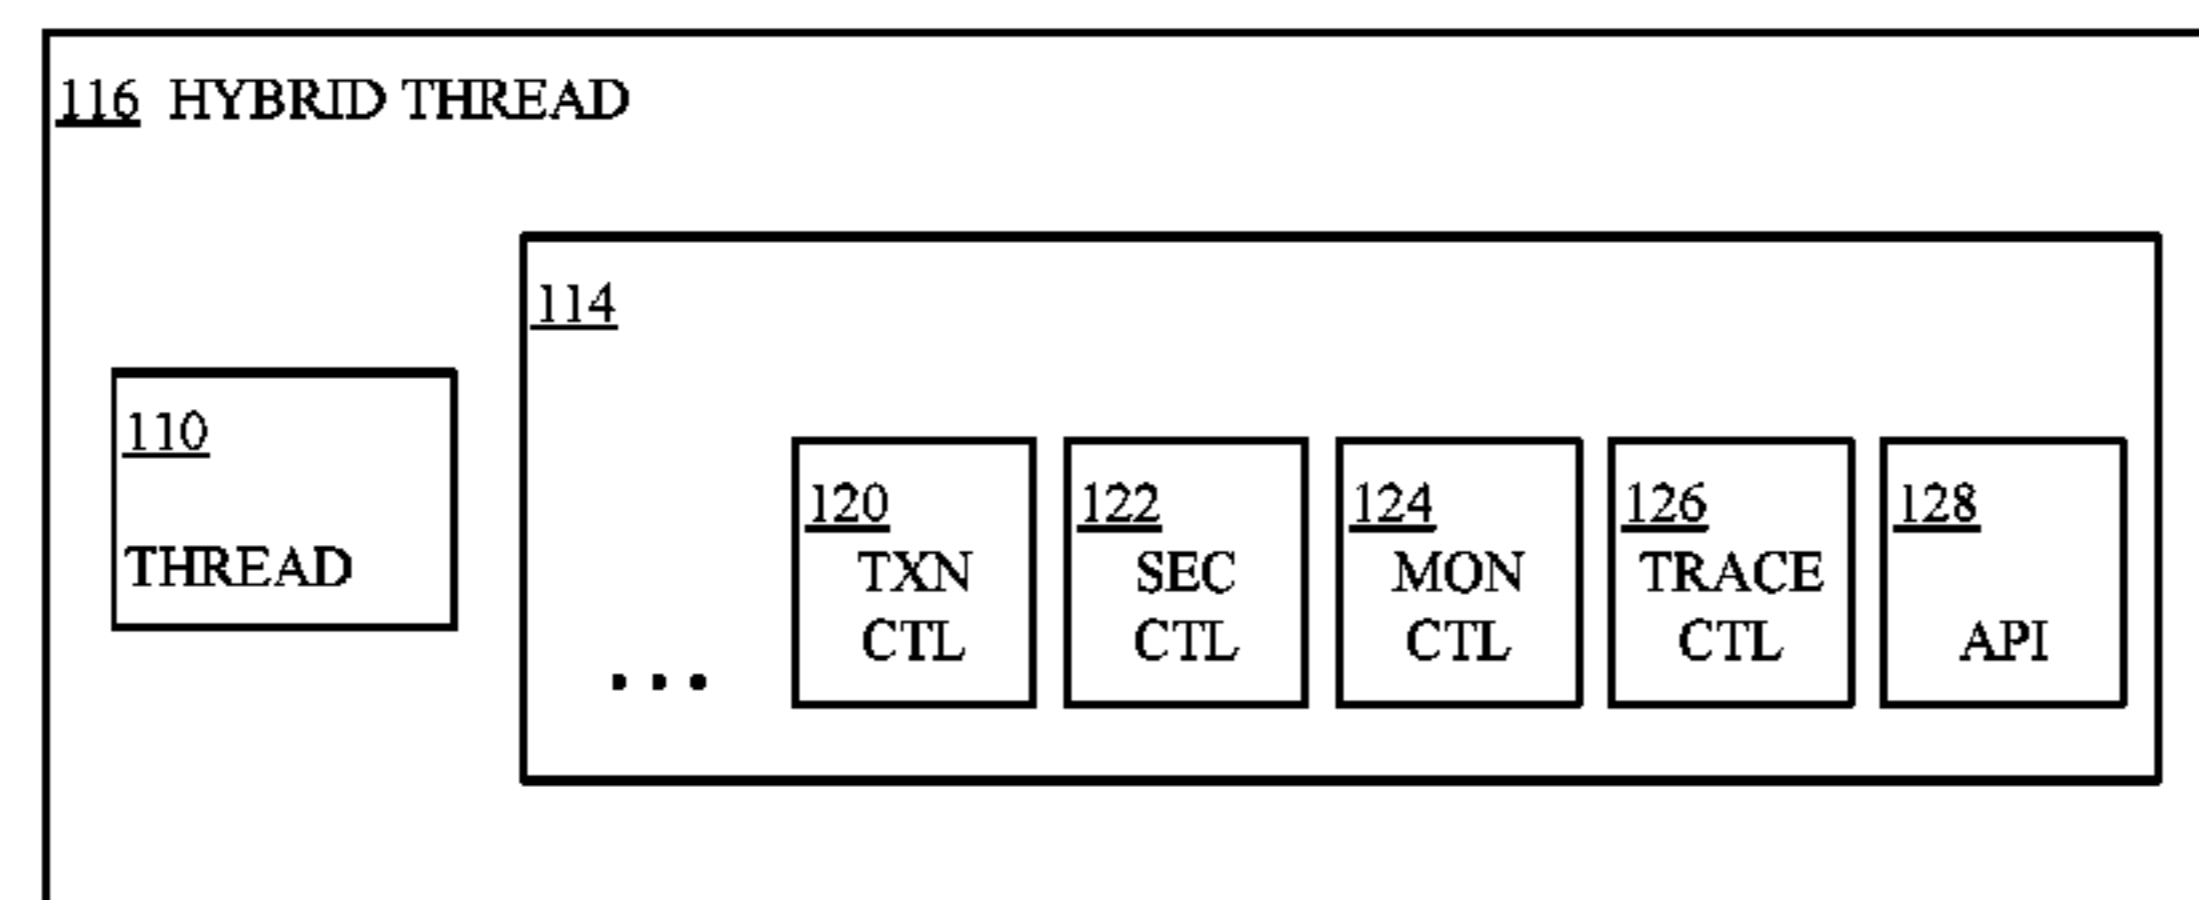 116 HYBRID THREAD
114
110
THREAD
...
120
TXN
CTL
122
SEC
CTL
124
MON
CTL
126
TRACE
CTL
128
API